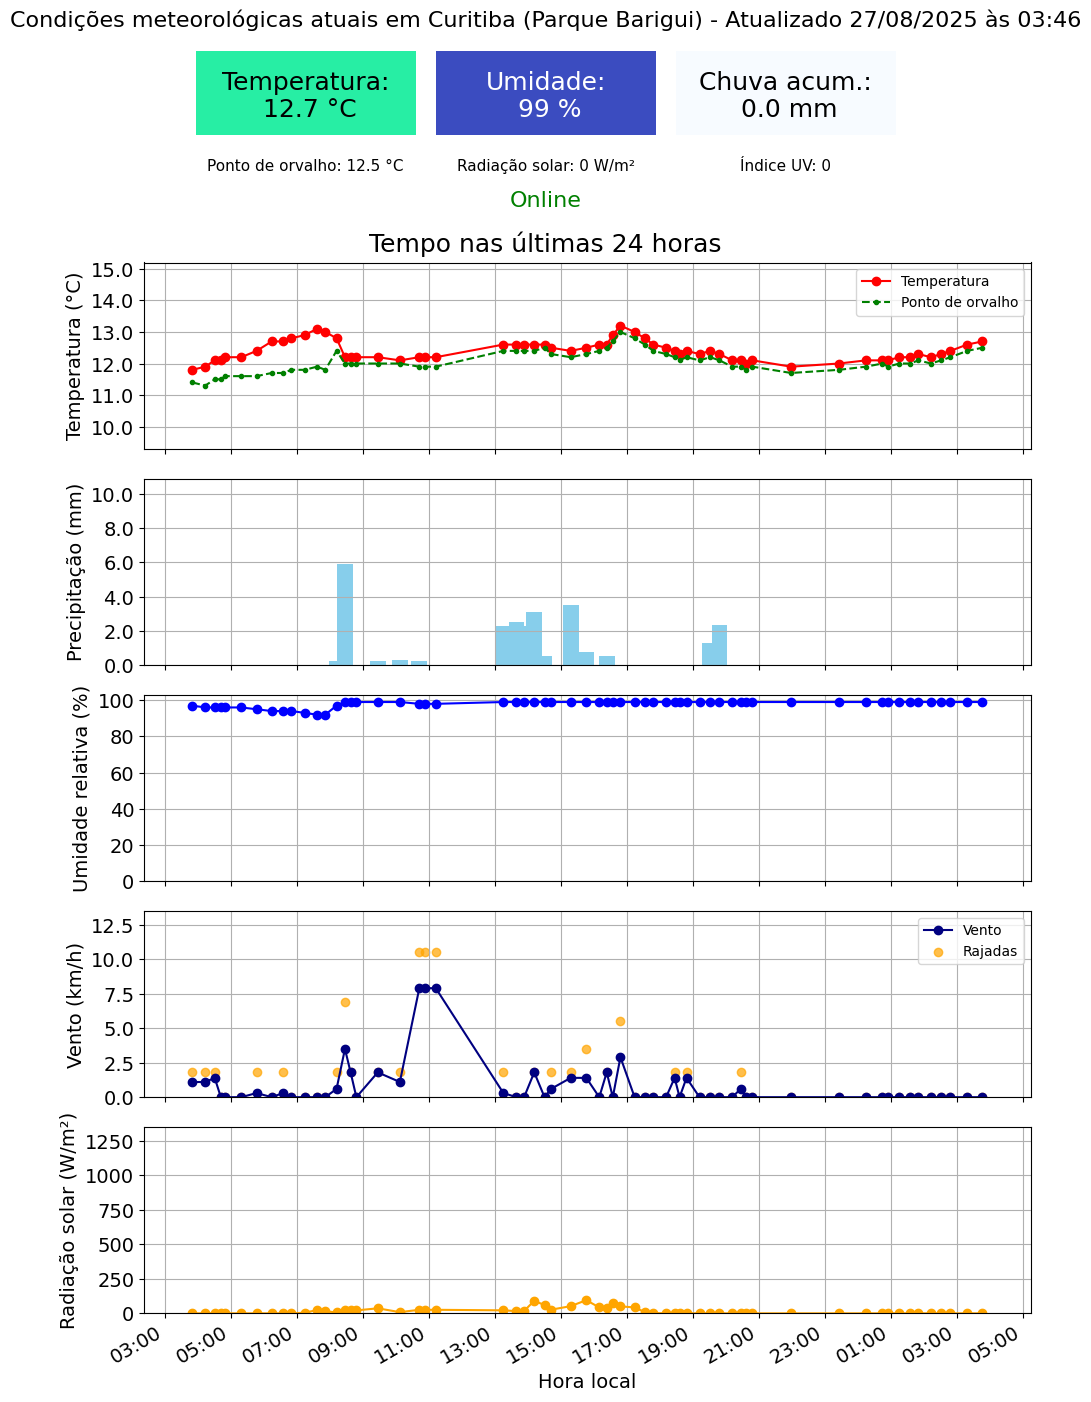 Condições meteorológicas atuais em Curitiba (Parque Barigui) - Atualizado 27/08/2025 às 03:46
Temperatura:
12.7 °C
Umidade:
99 %
Chuva acum.:
0.0 mm
Ponto de orvalho: 12.5 °C
Radiação solar: 0 W/m²
Índice UV: 0
Online
Tempo nas últimas 24 horas
Temperatura (°C)
15.0
14.0
13.0
12.0
11.0
10.0
Temperatura
Ponto de orvalho
Precipitação (mm)
10.0
8.0
6.0
4.0
2.0
0.0
Umidade relativa (%)
100
80
60
40
20
0
Vento (km/h)
12.5
10.0
7.5
5.0
2.5
0.0
Vento
Rajadas
Radiação solar (W/m²)
1250
1000
750
500
250
0
03:00
05:00
07:00
09:00
11:00
13:00
15:00
17:00
19:00
21:00
23:00
01:00
03:00
05:00
Hora local